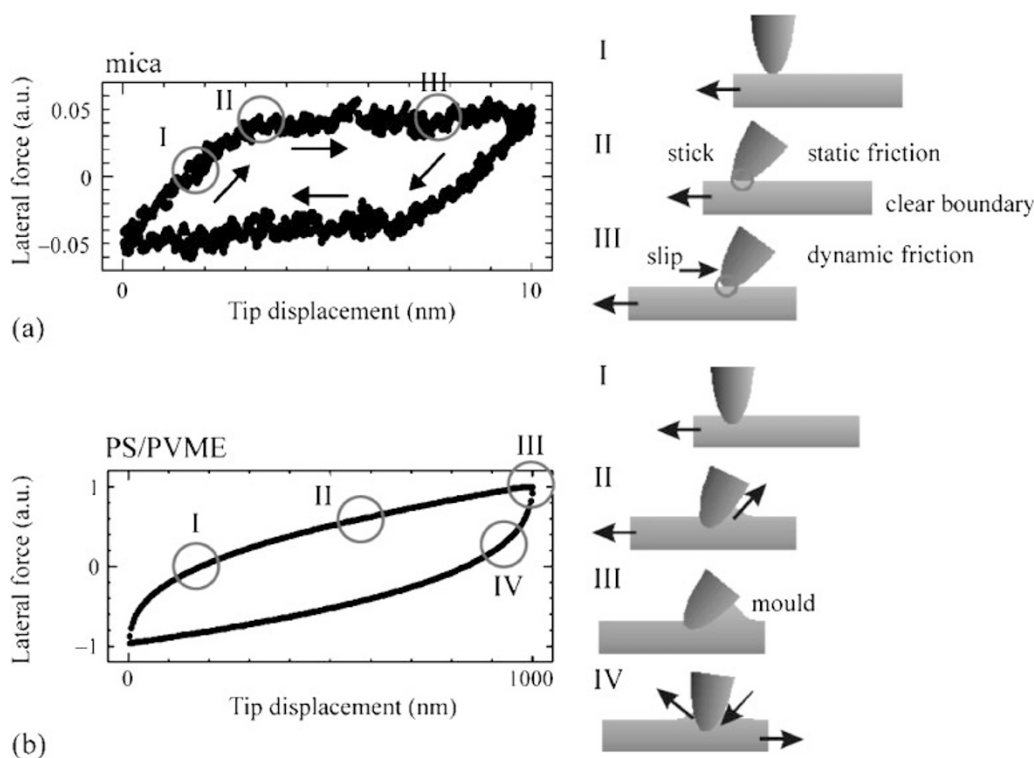 mica
Lateral force (a.u.)
0.05
0
−0.05
I
II
III
0
10
Tip displacement (nm)
(a)
I
II
stick
static friction
clear boundary
III
slip
dynamic friction
PS/PVME
Lateral force (a.u.)
1
0
−1
I
II
III
IV
0
1000
Tip displacement (nm)
(b)
I
II
III
mould
IV